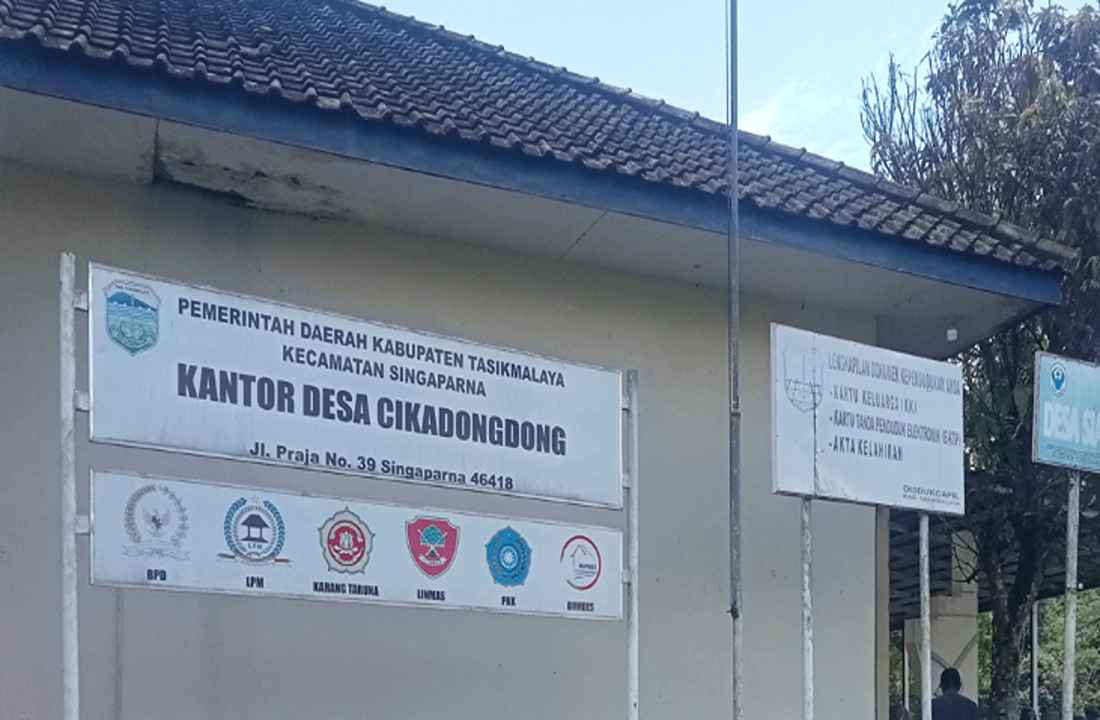 PEMERINTAH DAERAH KABUPATEN TASIKMALAYA
KECAMATAN SINGAPARNA
KANTOR DESA CIKADONGDONG
Jl. Praja No. 39 Singaparna 46418
BPD
LPM
KARANG TARUNA
LINMAS
PKK
BUMDES
LENGKAPILAH DOKUMEN KEPENDUDUKAN ANDA
-KARTU KELUARGA (KK)
-KARTU TANDA PENDUDUK ELEKTRONIK (E-KTP)
-AKTA KELAHIRAN
DISDUKCAPIL
DESA